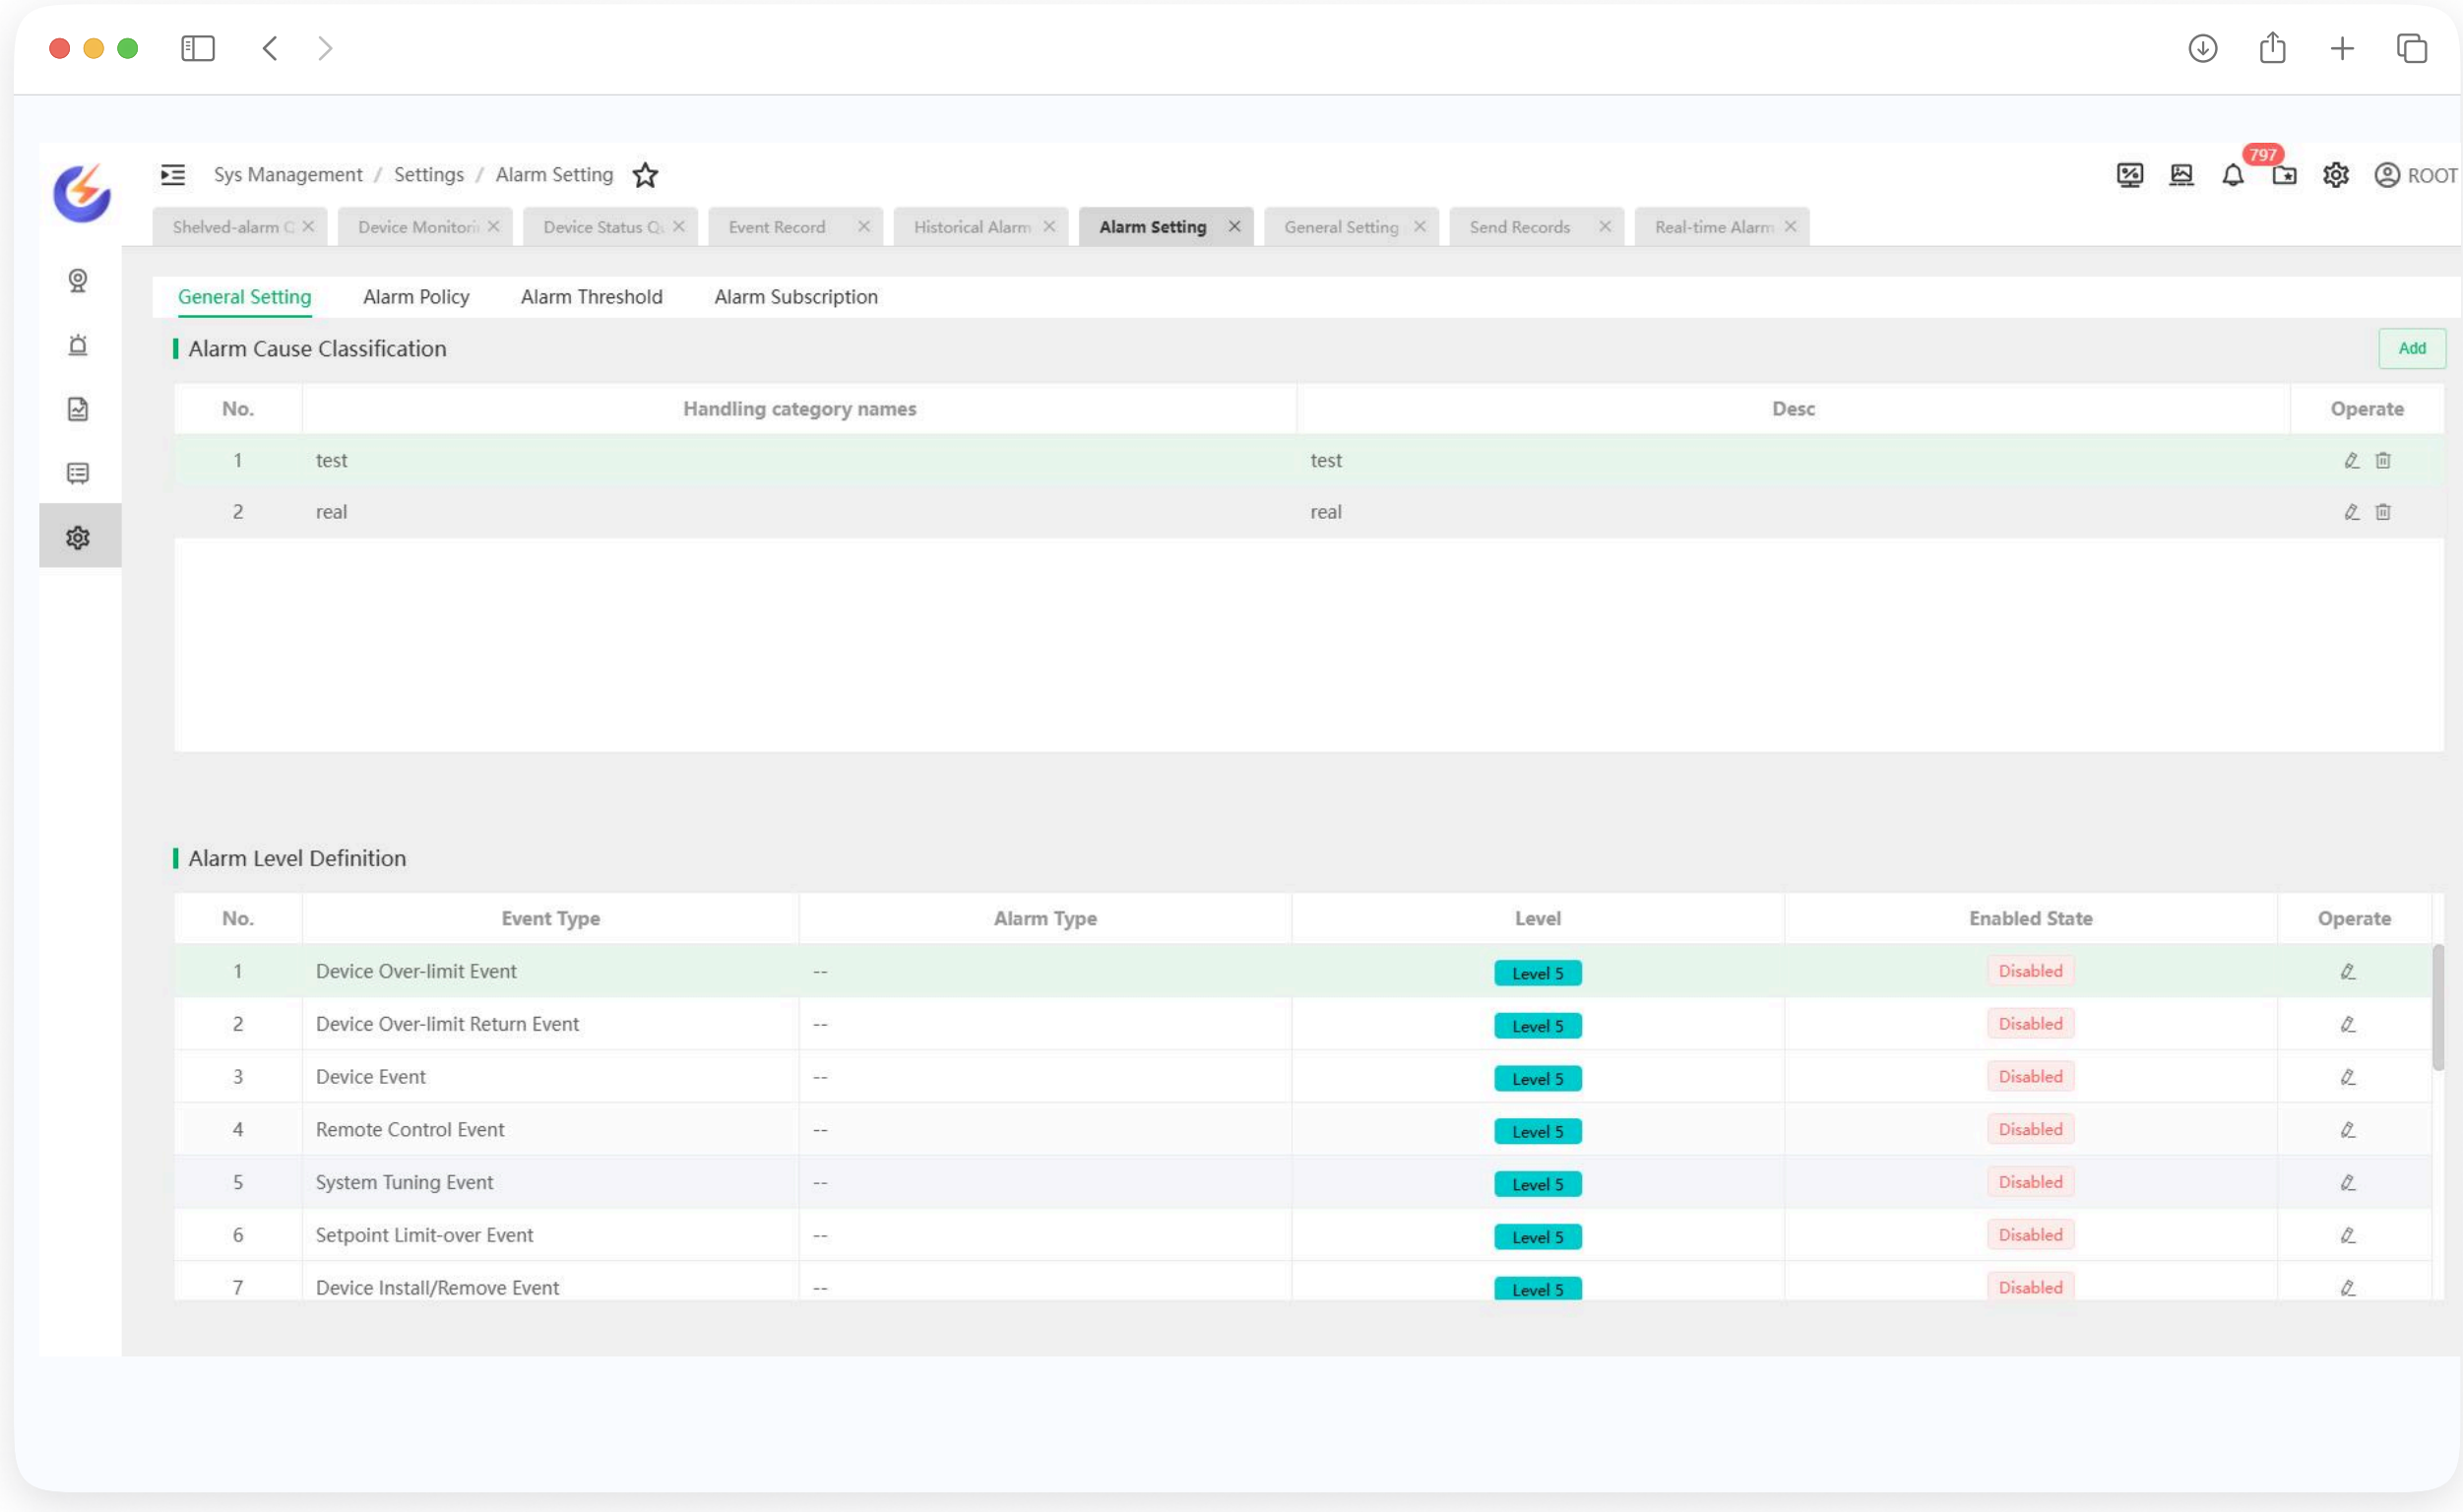 Sys Management / Settings / Alarm Setting
797
ROOT
Shelved-alarm Device Monitori Device Status Event Record Historical Alarm Alarm Setting General Setting Send Records Real-time Alarm
General Setting Alarm Policy Alarm Threshold Alarm Subscription
Alarm Cause Classification
Add
No. Handling category names Desc Operate
1 test test
2 real real
Alarm Level Definition
No. Event Type Alarm Type Level Enabled State Operate
1 Device Over-limit Event -- Level 5 Disabled
2 Device Over-limit Return Event -- Level 5 Disabled
3 Device Event -- Level 5 Disabled
4 Remote Control Event -- Level 5 Disabled
5 System Tuning Event -- Level 5 Disabled
6 Setpoint Limit-over Event -- Level 5 Disabled
7 Device Install/Remove Event -- Level 5 Disabled